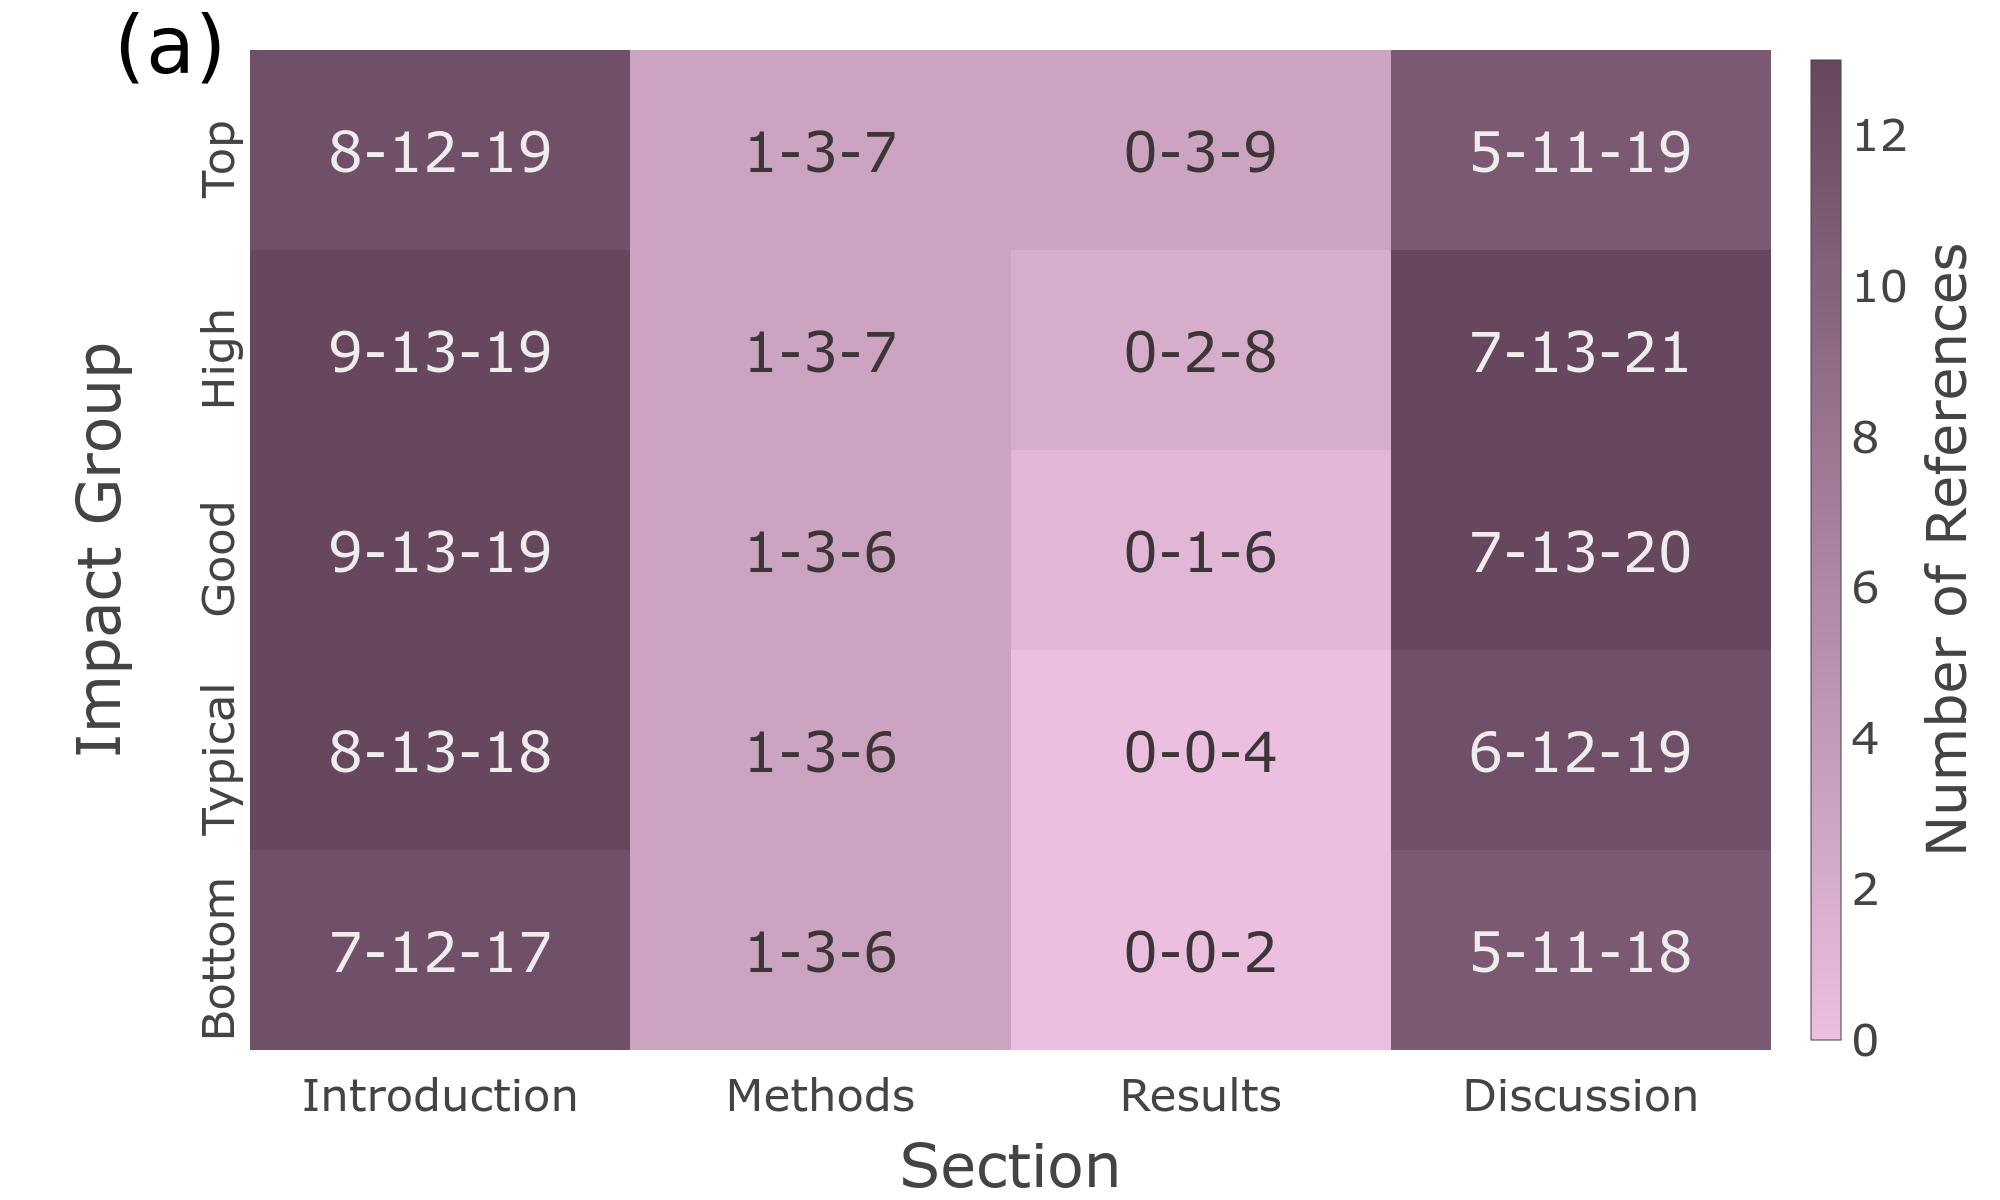 (a)
Impact Group
Top
8-12-19
1-3-7
0-3-9
5-11-19
High
9-13-19
1-3-7
0-2-8
7-13-21
Good
9-13-19
1-3-6
0-1-6
7-13-20
Typical
8-13-18
1-3-6
0-0-4
6-12-19
Bottom
7-12-17
1-3-6
0-0-2
5-11-18
Introduction
Methods
Results
Discussion
Section
12
10
8
6
4
2
0
Number of References